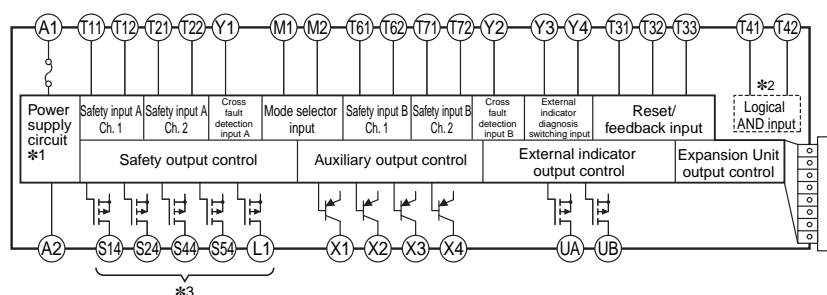 A1 T11 T12 T21 T22 Y1 M1 M2 T61 T62 T71 T72 Y2 Y3 Y4 T31 T32 T33 T41 T42
*2
Power supply circuit *1
Safety input A Ch. 1
Safety input A Ch. 2
Cross fault detection input A
Mode selector input
Safety input B Ch. 1
Safety input B Ch. 2
Cross fault detection input B
External indicator diagnosis switching input
Reset/ feedback input
Logical AND input
Safety output control
Auxiliary output control
External indicator output control
Expansion Unit output control
A2 S14 S24 S44 S54 L1 X1 X2 X3 X4 UA UB
*3